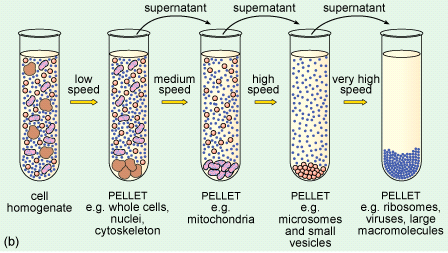 supernatant
supernatant
supernatant
low
speed
medium
speed
high
speed
very high
speed
cell
homogenate
PELLET
e.g. whole cells,
nuclei,
cytoskeleton
PELLET
e.g.
mitochondria
PELLET
e.g.
microsomes
and small
vesicles
PELLET
e.g. ribosomes,
viruses, large
macromolecules
(b)